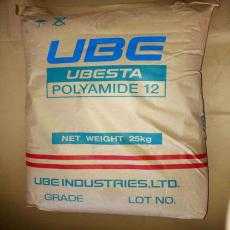 UBE
UBESTA
POLYAMIDE 12
NET WEIGHT 25kg
UBE INDUSTRIES,LTD.
GRADE LOT NO.